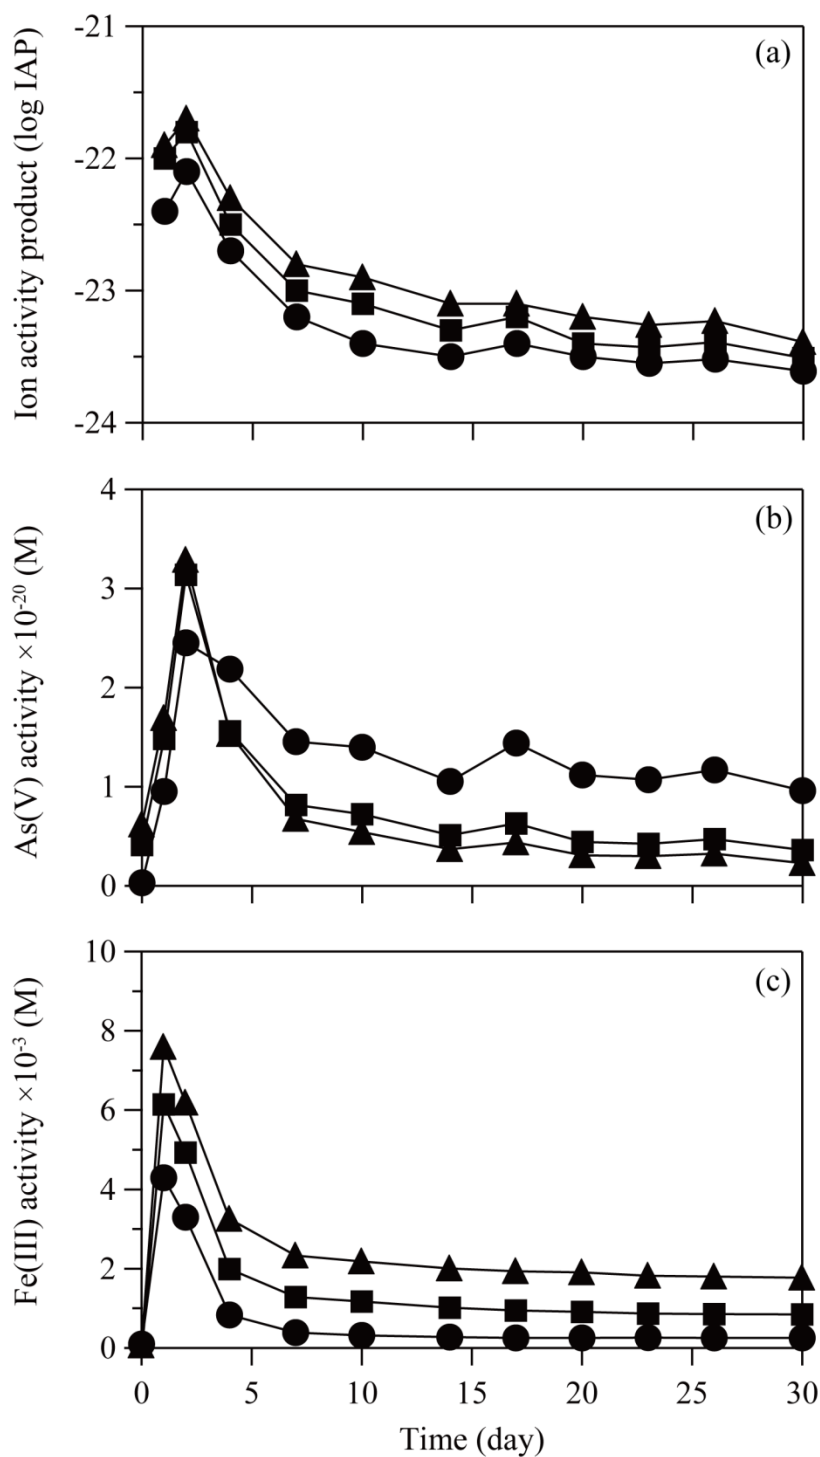 (a)
Ion activity product (log IAP)
-21
-22
-23
-24
(b)
As(V) activity ×10⁻²⁰ (M)
4
3
2
1
0
(c)
Fe(III) activity ×10⁻³ (M)
10
8
6
4
2
0
0 5 10 15 20 25 30
Time (day)